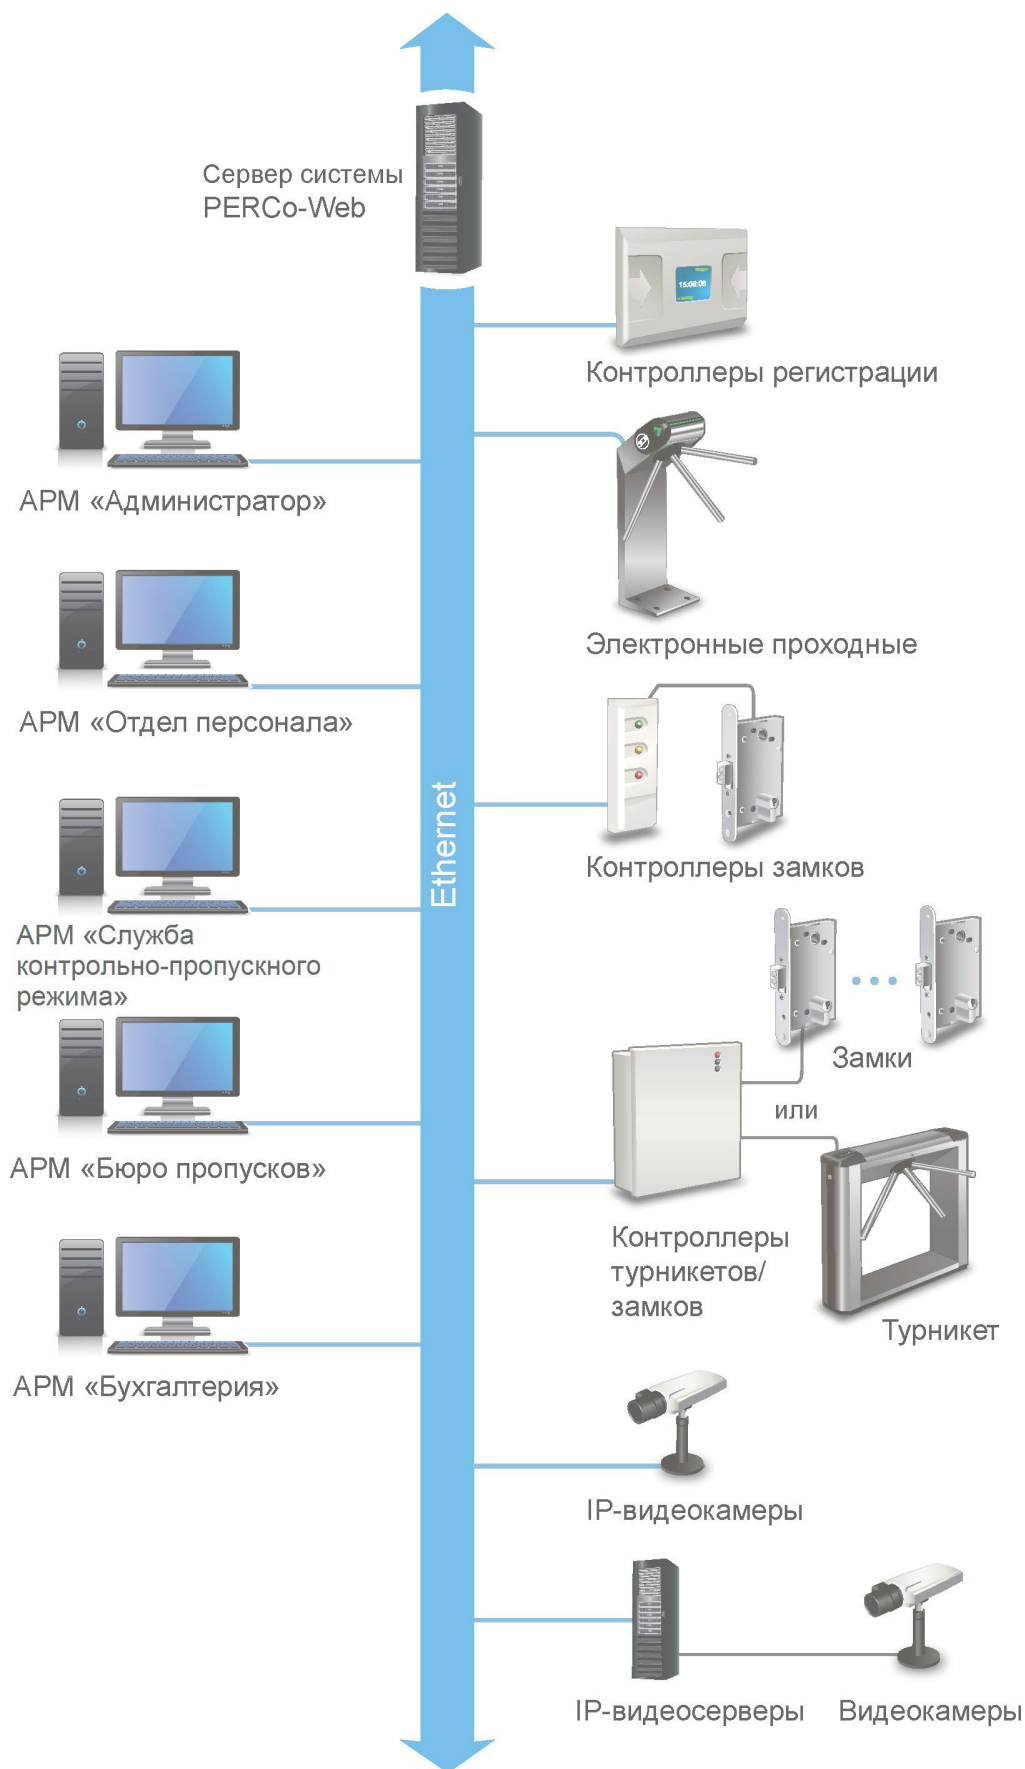 Сервер системы
PERCo-Web
15:06:08
Контроллеры регистрации
АРМ «Администратор»
Электронные проходные
АРМ «Отдел персонала»
Ethernet
Контроллеры замков
АРМ «Служба
контрольно-пропускного
режима»
Замки
или
АРМ «Бюро пропусков»
Контроллеры
турникетов/
замков
Турникет
АРМ «Бухгалтерия»
IP-видеокамеры
IP-видеосерверы
Видеокамеры